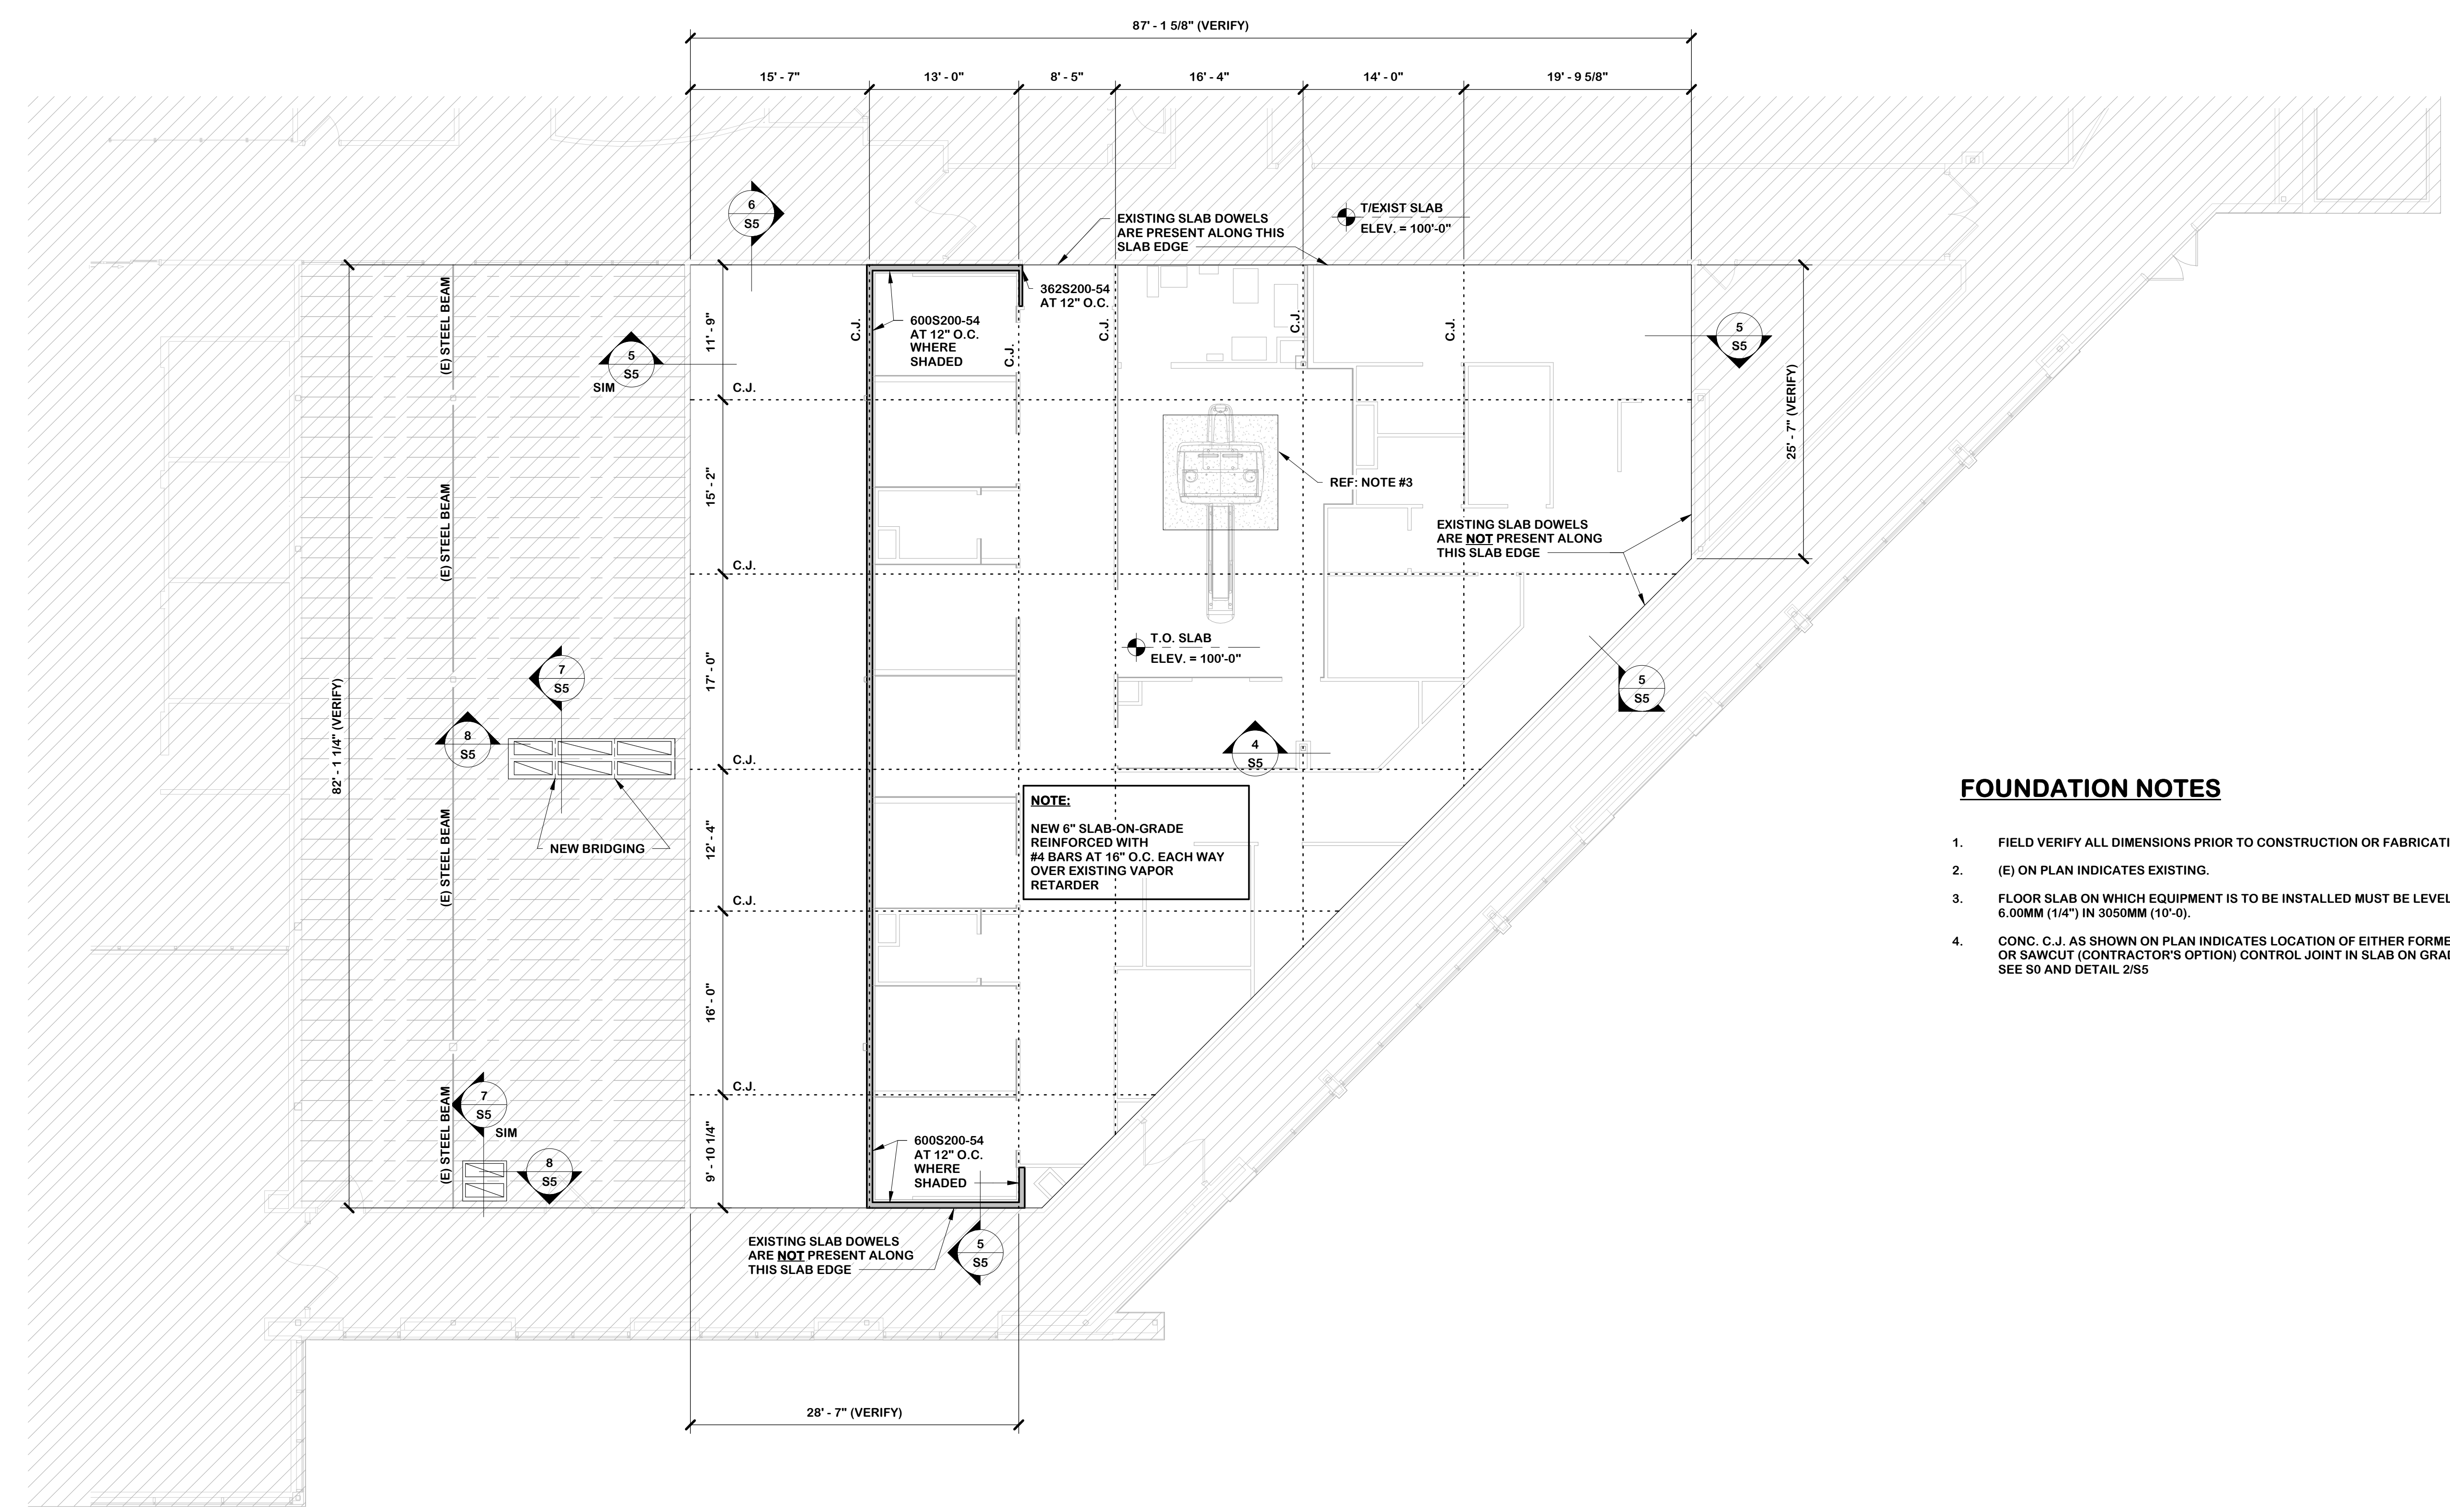 87' - 1 5/8" (VERIFY)
15' - 7"
13' - 0"
8' - 5"
16' - 4"
14' - 0"
19' - 9 5/8"
6
S5
EXISTING SLAB DOWELS
ARE PRESENT ALONG THIS
SLAB EDGE
T/EXIST SLAB
ELEV. = 100'-0"
362S200-54
AT 12" O.C.
600S200-54
AT 12" O.C.
WHERE
SHADED
C.J.
C.J.
C.J.
C.J.
C.J.
(E) STEEL BEAM
11' - 9"
5
S5
SIM
5
S5
C.J.
25' - 7" (VERIFY)
(E) STEEL BEAM
15' - 2"
REF: NOTE #3
EXISTING SLAB DOWELS
ARE NOT PRESENT ALONG
THIS SLAB EDGE
C.J.
T.O. SLAB
ELEV. = 100'-0"
7
S5
17' - 0"
5
S5
82' - 1 1/4" (VERIFY)
8
S5
4
S5
C.J.
NEW BRIDGING
(E) STEEL BEAM
12' - 4"
NOTE:
NEW 6" SLAB-ON-GRADE
REINFORCED WITH
#4 BARS AT 16" O.C. EACH WAY
OVER EXISTING VAPOR
RETARDER
C.J.
16' - 0"
C.J.
(E) STEEL BEAM
7
S5
SIM
8
S5
9' - 10 1/4"
600S200-54
AT 12" O.C.
WHERE
SHADED
EXISTING SLAB DOWELS
ARE NOT PRESENT ALONG
THIS SLAB EDGE
5
S5
28' - 7" (VERIFY)
FOUNDATION NOTES
1. FIELD VERIFY ALL DIMENSIONS PRIOR TO CONSTRUCTION OR FABRICATI
2. (E) ON PLAN INDICATES EXISTING.
3. FLOOR SLAB ON WHICH EQUIPMENT IS TO BE INSTALLED MUST BE LEVEL
6.00MM (1/4") IN 3050MM (10'-0).
4. CONC. C.J. AS SHOWN ON PLAN INDICATES LOCATION OF EITHER FORME
OR SAWCUT (CONTRACTOR'S OPTION) CONTROL JOINT IN SLAB ON GRA
SEE S0 AND DETAIL 2/S5